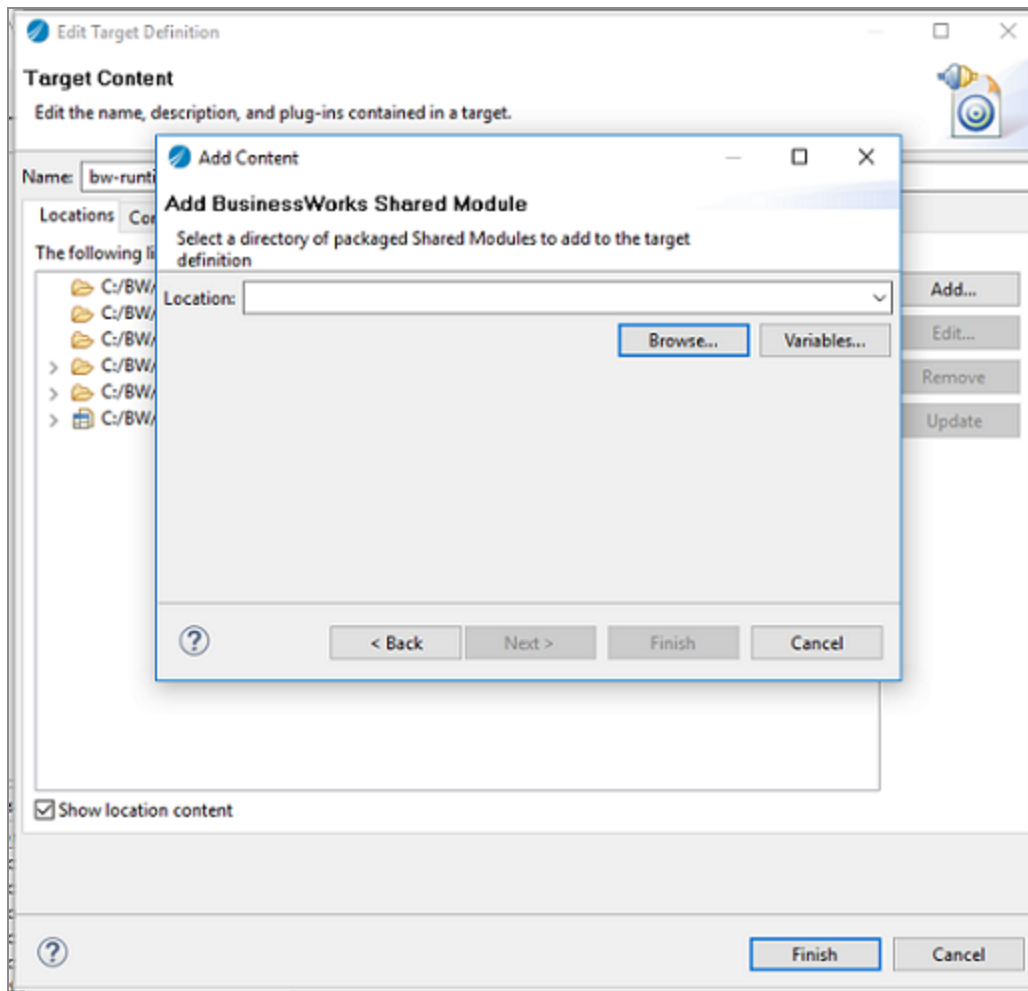 Edit Target Definition
Target Content
Edit the name, description, and plug-ins contained in a target.
Add Content
Name: bw-runti
Add BusinessWorks Shared Module
Locations
Select a directory of packaged Shared Modules to add to the target
definition
The following li
C:/BW/
Location:
Add...
C:/BW/
C:/BW/
Browse...
Variables...
Edit...
C:/BW/
Remove
C:/BW/
C:/BW/
Update
?
< Back
Next >
Finish
Cancel
Show location content
?
Finish
Cancel